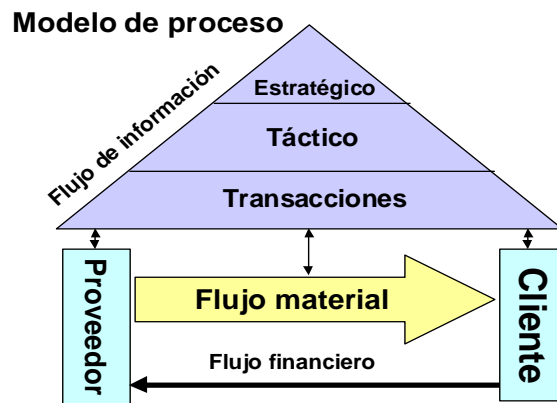 Modelo de proceso
Flujo de información
Estratégico
Táctico
Transacciones
Proveedor
Flujo material
Cliente
Flujo financiero